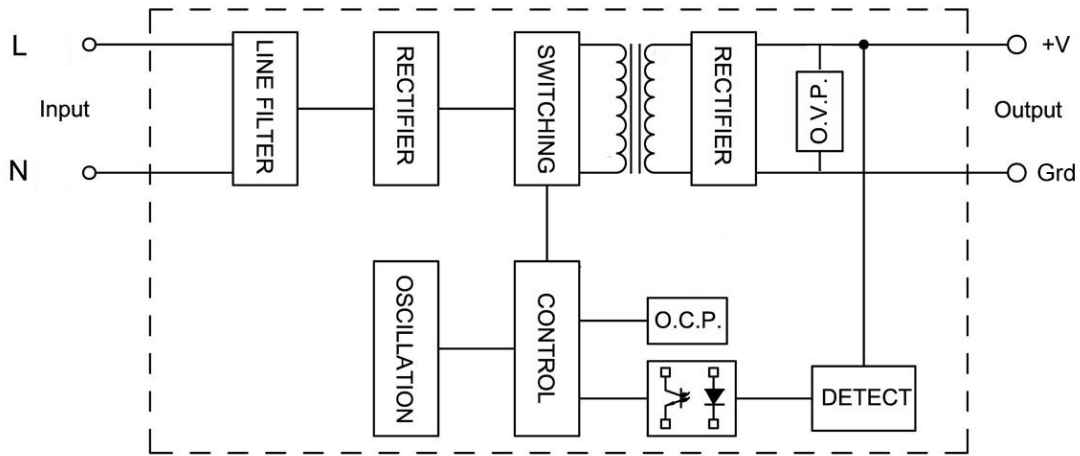 L
Input
N
LINE FILTER
RECTIFIER
SWITCHING
RECTIFIER
O.V.P.
+V
Output
Grd
OSCILLATION
CONTROL
O.C.P.
DETECT